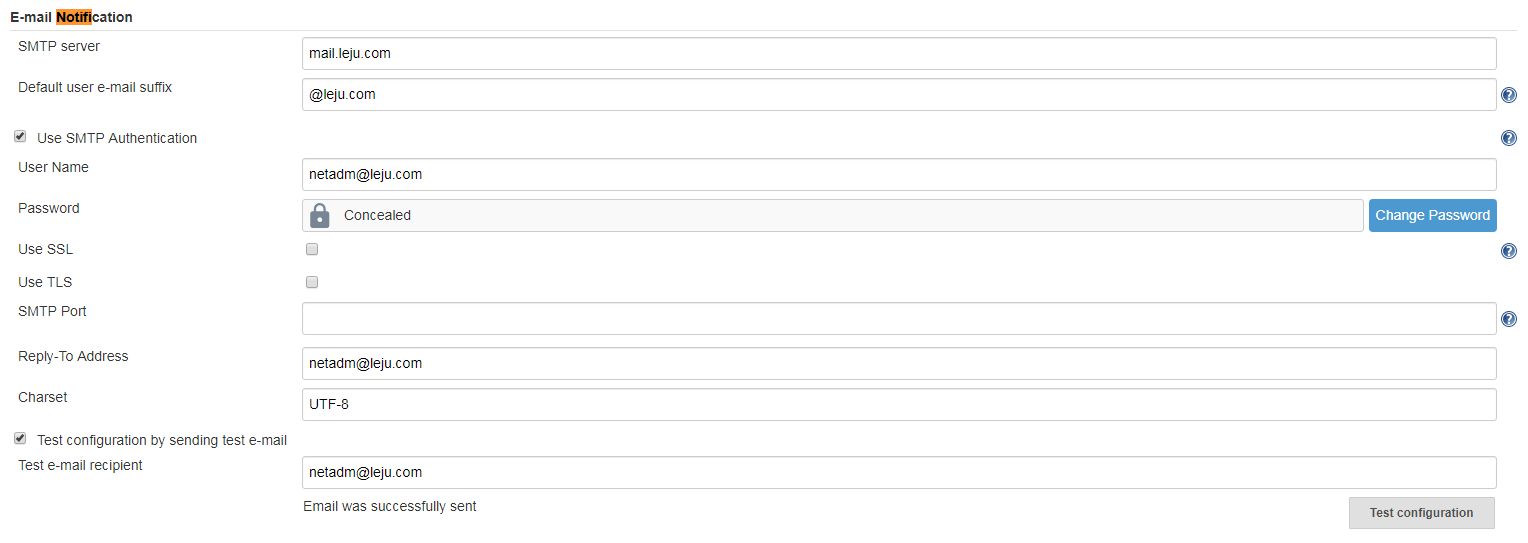 E-mail Notification
SMTP server
mail.leju.com
Default user e-mail suffix
@leju.com
Use SMTP Authentication
User Name
netadm@leju.com
Password
Concealed
Change Password
Use SSL
Use TLS
SMTP Port
Reply-To Address
netadm@leju.com
Charset
UTF-8
Test configuration by sending test e-mail
Test e-mail recipient
netadm@leju.com
Email was successfully sent
Test configuration